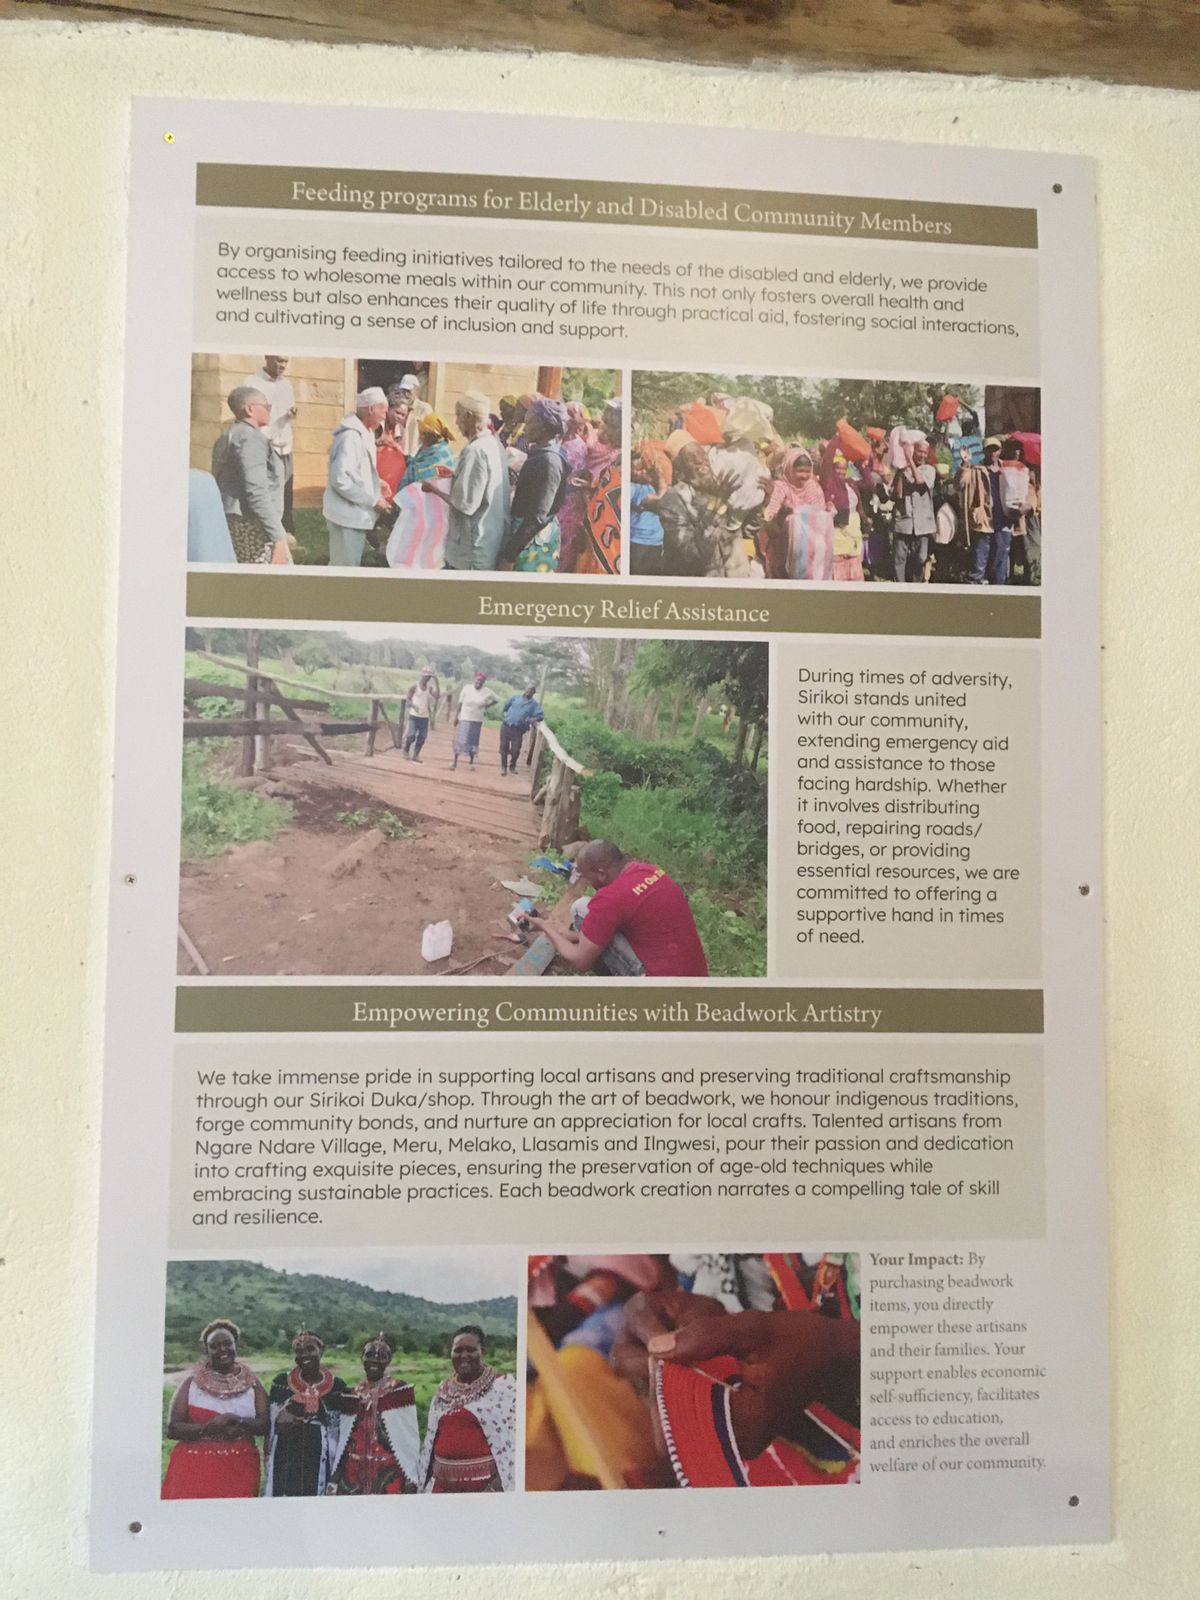 Feeding programs for Elderly and Disabled Community Members
By organising feeding initiatives tailored to the needs of the disabled and elderly, we provide
access to wholesome meals within our community. This not only fosters overall health and
wellness but also enhances their quality of life through practical aid, fostering social interactions,
and cultivating a sense of inclusion and support.
Emergency Relief Assistance
It's Our
During times of adversity,
Sirikoi stands united
with our community,
extending emergency aid
and assistance to those
facing hardship. Whether
it involves distributing
food, repairing roads/
bridges, or providing
essential resources, we are
committed to offering a
supportive hand in times
of need.
Empowering Communities with Beadwork Artistry
We take immense pride in supporting local artisans and preserving traditional craftsmanship
through our Sirikoi Duka/shop. Through the art of beadwork, we honour indigenous traditions,
forge community bonds, and nurture an appreciation for local crafts. Talented artisans from
Ngare Ndare Village, Meru, Melako, Llasamis and Ilngwesi, pour their passion and dedication
into crafting exquisite pieces, ensuring the preservation of age-old techniques while
embracing sustainable practices. Each beadwork creation narrates a compelling tale of skill
and resilience.
Your Impact: By
purchasing beadwork
items, you directly
empower these artisans
and their families. Your
support enables economic
self-sufficiency, facilitates
access to education,
and enriches the overall
welfare of our community.